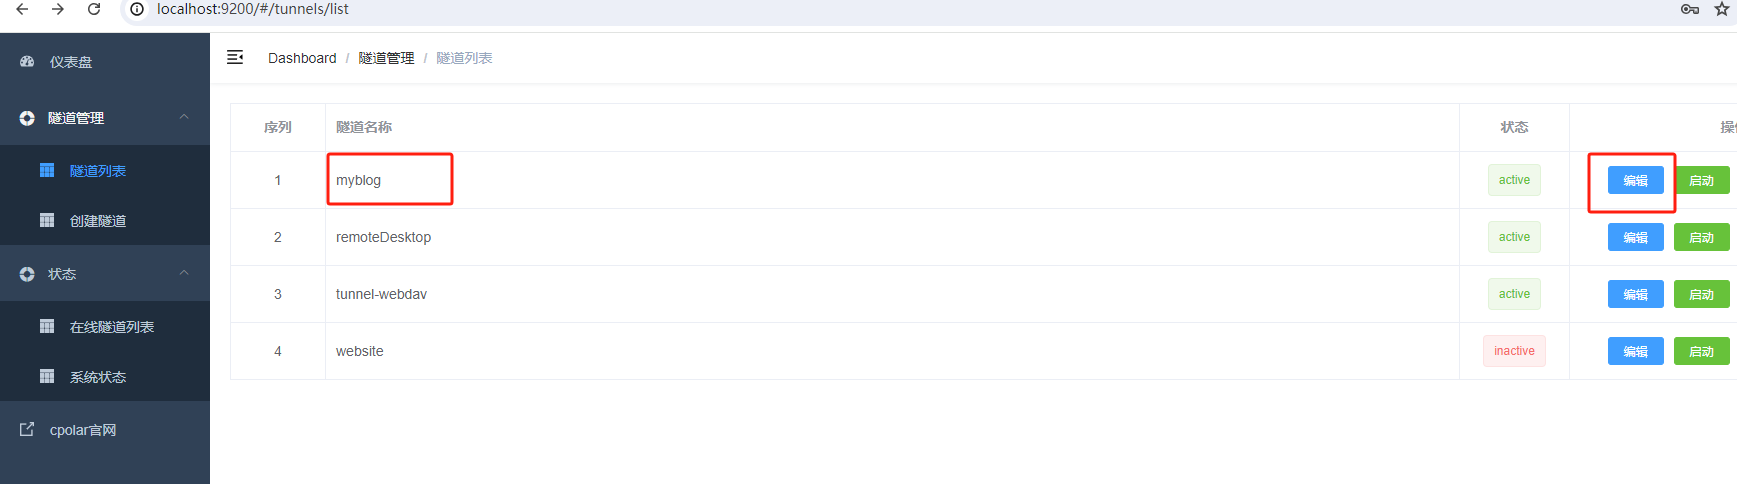 localhost:9200/#/tunnels/list
仪表盘
隧道管理
隧道列表
创建隧道
状态
在线隧道列表
系统状态
cpolar官网
Dashboard / 隧道管理 / 隧道列表
序列 隧道名称 状态
1 myblog active 编辑 启动
2 remoteDesktop active 编辑 启动
3 tunnel-webdav active 编辑 启动
4 website inactive 编辑 启动